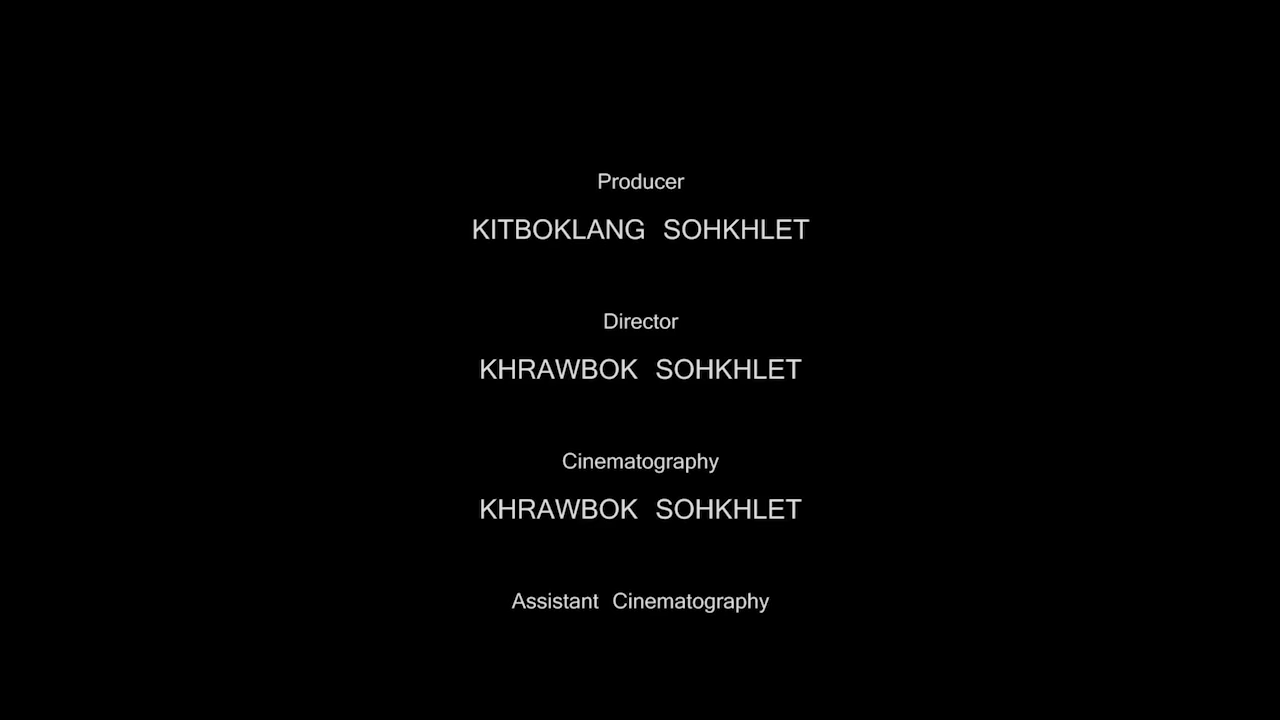 Producer
KITBOKLANG SOHKHLET
Director
KHRAWBOK SOHKHLET
Cinematography
KHRAWBOK SOHKHLET
Assistant Cinematography